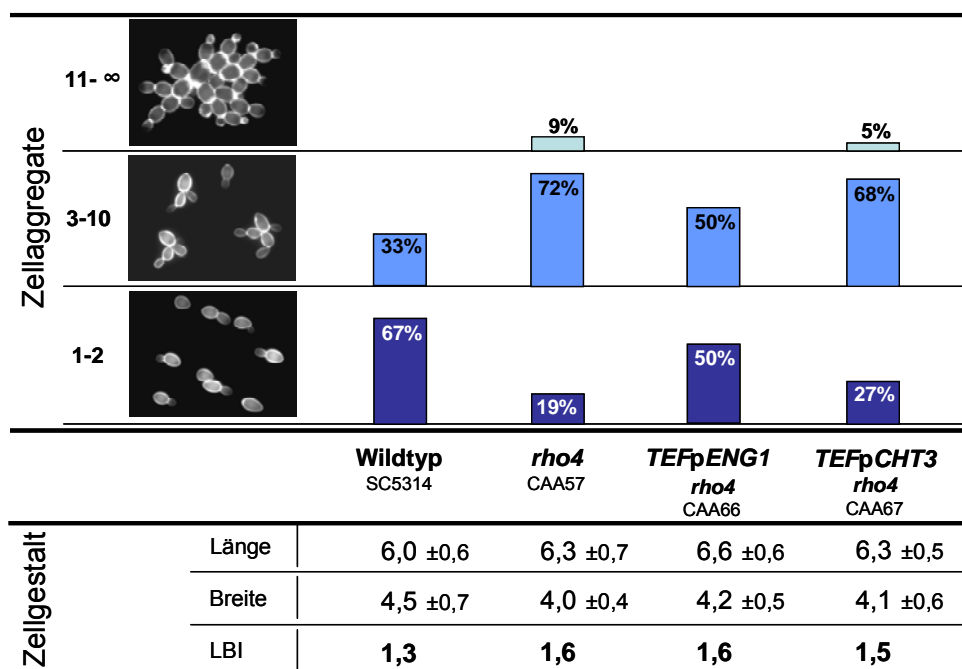 Zellaggregate
11- ∞
9%
5%
3-10
33%
72%
50%
68%
1-2
67%
19%
50%
27%
Wildtyp
SC5314
rho4
CAA57
TEFpENG1
rho4
CAA66
TEFpCHT3
rho4
CAA67
Zellgestalt
Länge 6,0 ±0,6 6,3 ±0,7 6,6 ±0,6 6,3 ±0,5
Breite 4,5 ±0,7 4,0 ±0,4 4,2 ±0,5 4,1 ±0,6
LBI 1,3 1,6 1,6 1,5